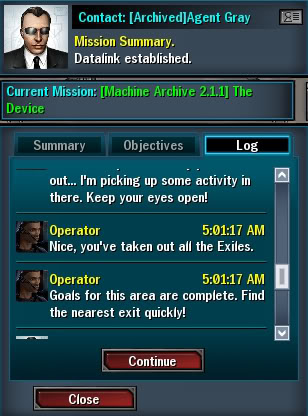 Contact: [Archived]Agent Gray
Mission Summary.
Datalink established.
Current Mission: [Machine Archive 2.1.1] The
Device
Summary
Objectives
Log
out... I'm picking up some activity in
there. Keep your eyes open!
Operator 5:01:17 AM
Nice, you've taken out all the Exiles.
Operator 5:01:17 AM
Goals for this area are complete. Find
the nearest exit quickly!
Continue
Close